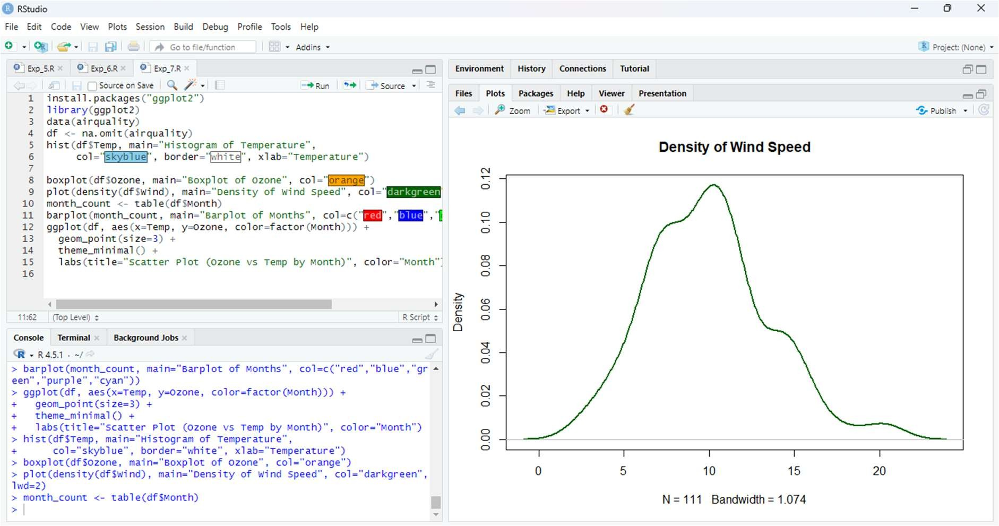 RStudio
File Edit Code View Plots Session Build Debug Profile Tools Help
Go to file/function Addins Project: (None)
Exp_5.R Exp_6.R Exp_7.R
Source on Save Run Source
1 install.packages("ggplot2")
2 library(ggplot2)
3 data(airquality)
4 df <- na.omit(airquality)
5 hist(df$Temp, main="Histogram of Temperature",
6 col="skyblue", border="white", xlab="Temperature")
7
8 boxplot(df$Ozone, main="Boxplot of Ozone", col="orange")
9 plot(density(df$Wind), main="Density of Wind Speed", col="darkgreen
10 month_count <- table(df$Month)
11 barplot(month_count, main="Barplot of Months", col=c("red","blue","
12 ggplot(df, aes(x=Temp, y=Ozone, color=factor(Month))) +
13 geom_point(size=3) +
14 theme_minimal() +
15 labs(title="Scatter Plot (Ozone vs Temp by Month)", color="Month"
16
11:62 (Top Level) R Script
Console Terminal Background Jobs
R R 4.5.1 · ~/
> barplot(month_count, main="Barplot of Months", col=c("red","blue","gr
een","purple","cyan"))
> ggplot(df, aes(x=Temp, y=Ozone, color=factor(Month))) +
+ geom_point(size=3) +
+ theme_minimal() +
+ labs(title="Scatter Plot (Ozone vs Temp by Month)", color="Month")
> hist(df$Temp, main="Histogram of Temperature",
+ col="skyblue", border="white", xlab="Temperature")
> boxplot(df$Ozone, main="Boxplot of Ozone", col="orange")
> plot(density(df$Wind), main="Density of Wind Speed", col="darkgreen",
lwd=2)
> month_count <- table(df$Month)
>
Environment History Connections Tutorial
Files Plots Packages Help Viewer Presentation
Zoom Export Publish
Density of Wind Speed
Density
0.12
0.10
0.08
0.06
0.04
0.02
0.00
0 5 10 15 20
N = 111 Bandwidth = 1.074